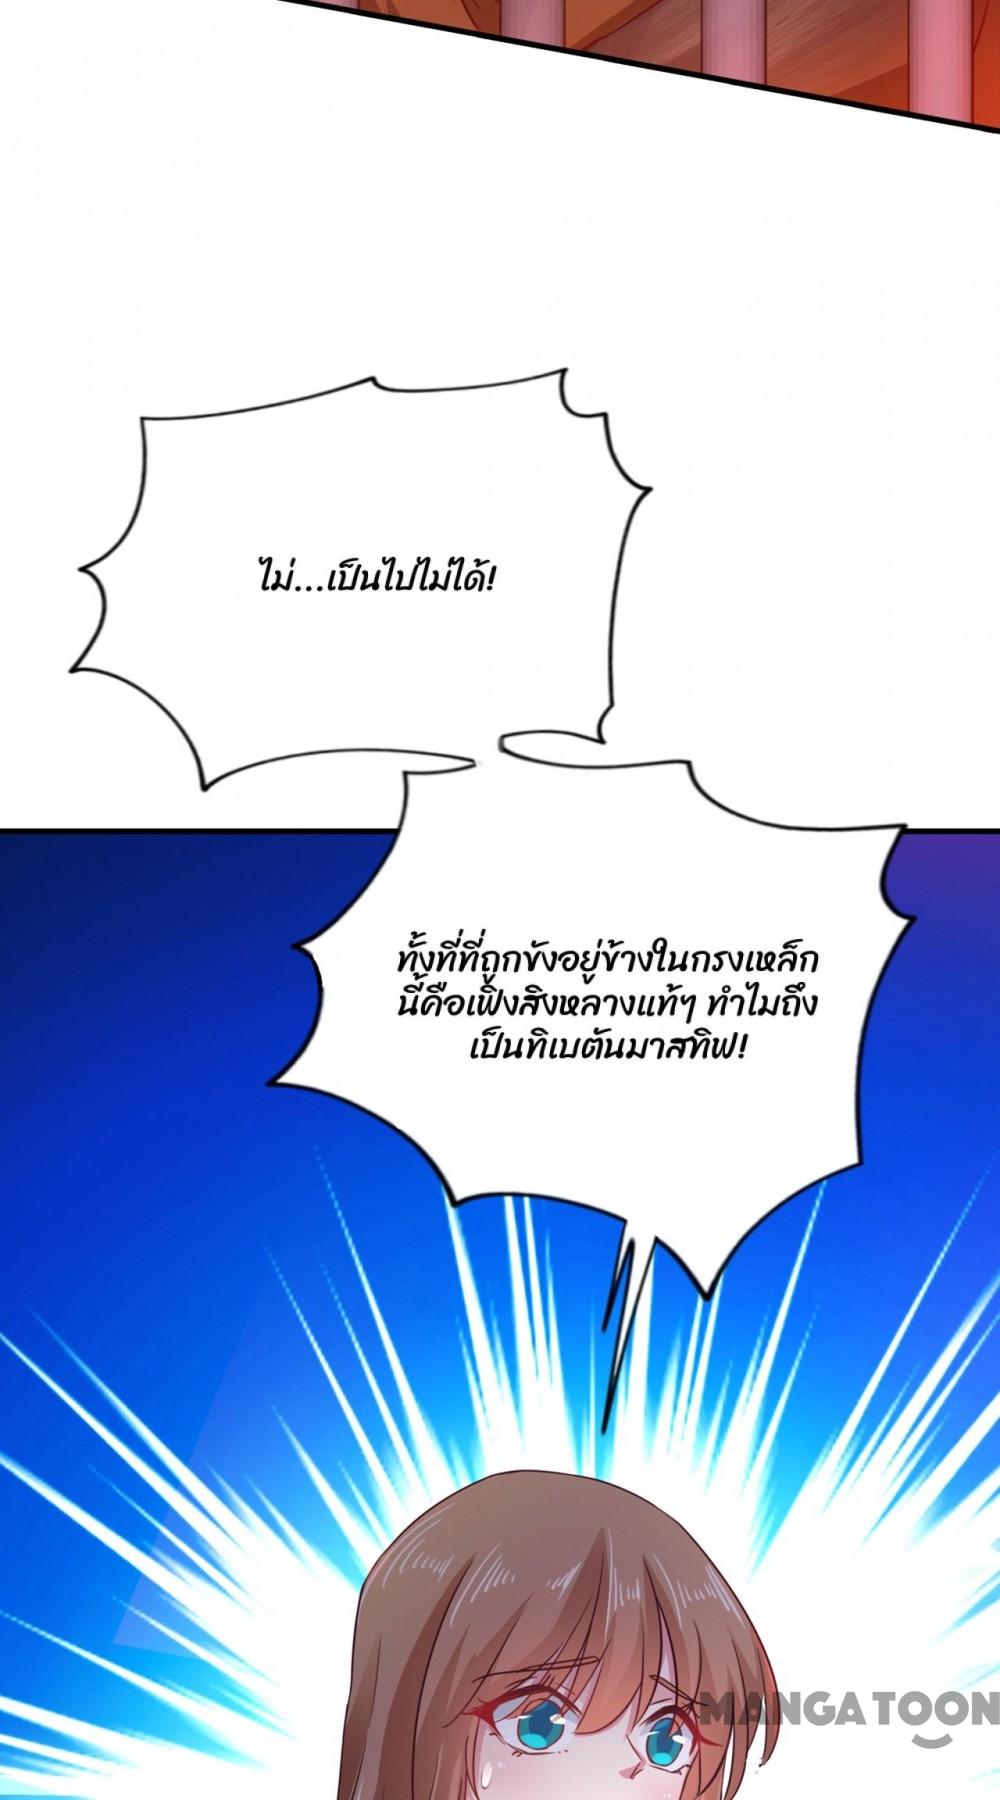 ไม่...เป็นไปไม่ได้!
ทั้งที่ที่ถูกขังอยู่ข้างในกรงเหล็ก
นี้คือเฟิงสิงหลางแท้ๆ ทำไมถึง
เป็นทิเบตันมาสทิฟ!
MANGATOON